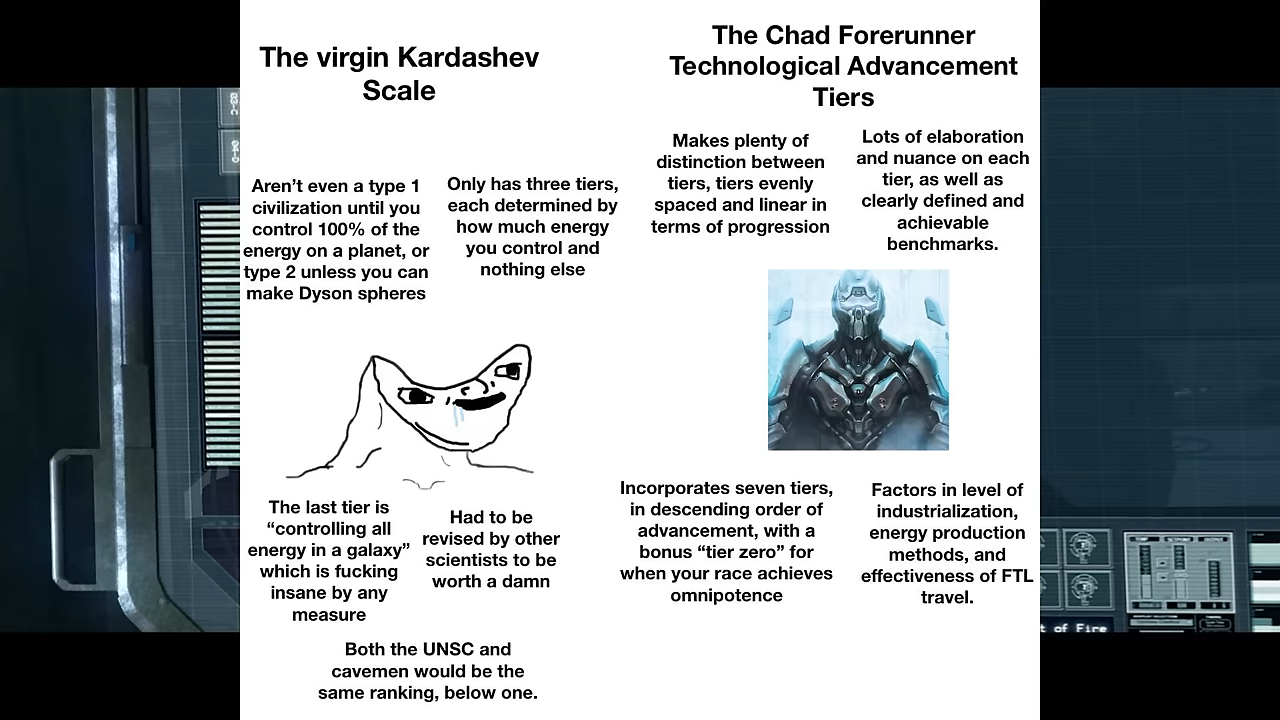 The virgin Kardashev
Scale
Aren’t even a type 1
civilization until you
control 100% of the
energy on a planet, or
type 2 unless you can
make Dyson spheres
Only has three tiers,
each determined by
how much energy
you control and
nothing else
The last tier is
“controlling all
energy in a galaxy”
which is fucking
insane by any
measure
Had to be
revised by other
scientists to be
worth a damn
Both the UNSC and
cavemen would be the
same ranking, below one.
The Chad Forerunner
Technological Advancement
Tiers
Makes plenty of
distinction between
tiers, tiers evenly
spaced and linear in
terms of progression
Lots of elaboration
and nuance on each
tier, as well as
clearly defined and
achievable
benchmarks.
Incorporates seven tiers,
in descending order of
advancement, with a
bonus “tier zero” for
when your race achieves
omnipotence
Factors in level of
industrialization,
energy production
methods, and
effectiveness of FTL
travel.
03-C
04-D
t of Fire